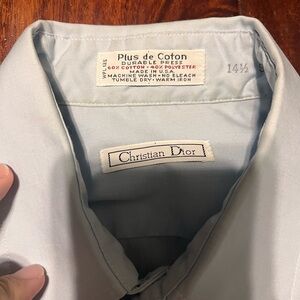 Plus de Coton
DURABLE PRESS
60% COTTON • 40% POLYESTER
MADE IN U.S.A.
MACHINE WASH • NO BLEACH
TUMBLE DRY • WARM IRON
14½
Christian Dior